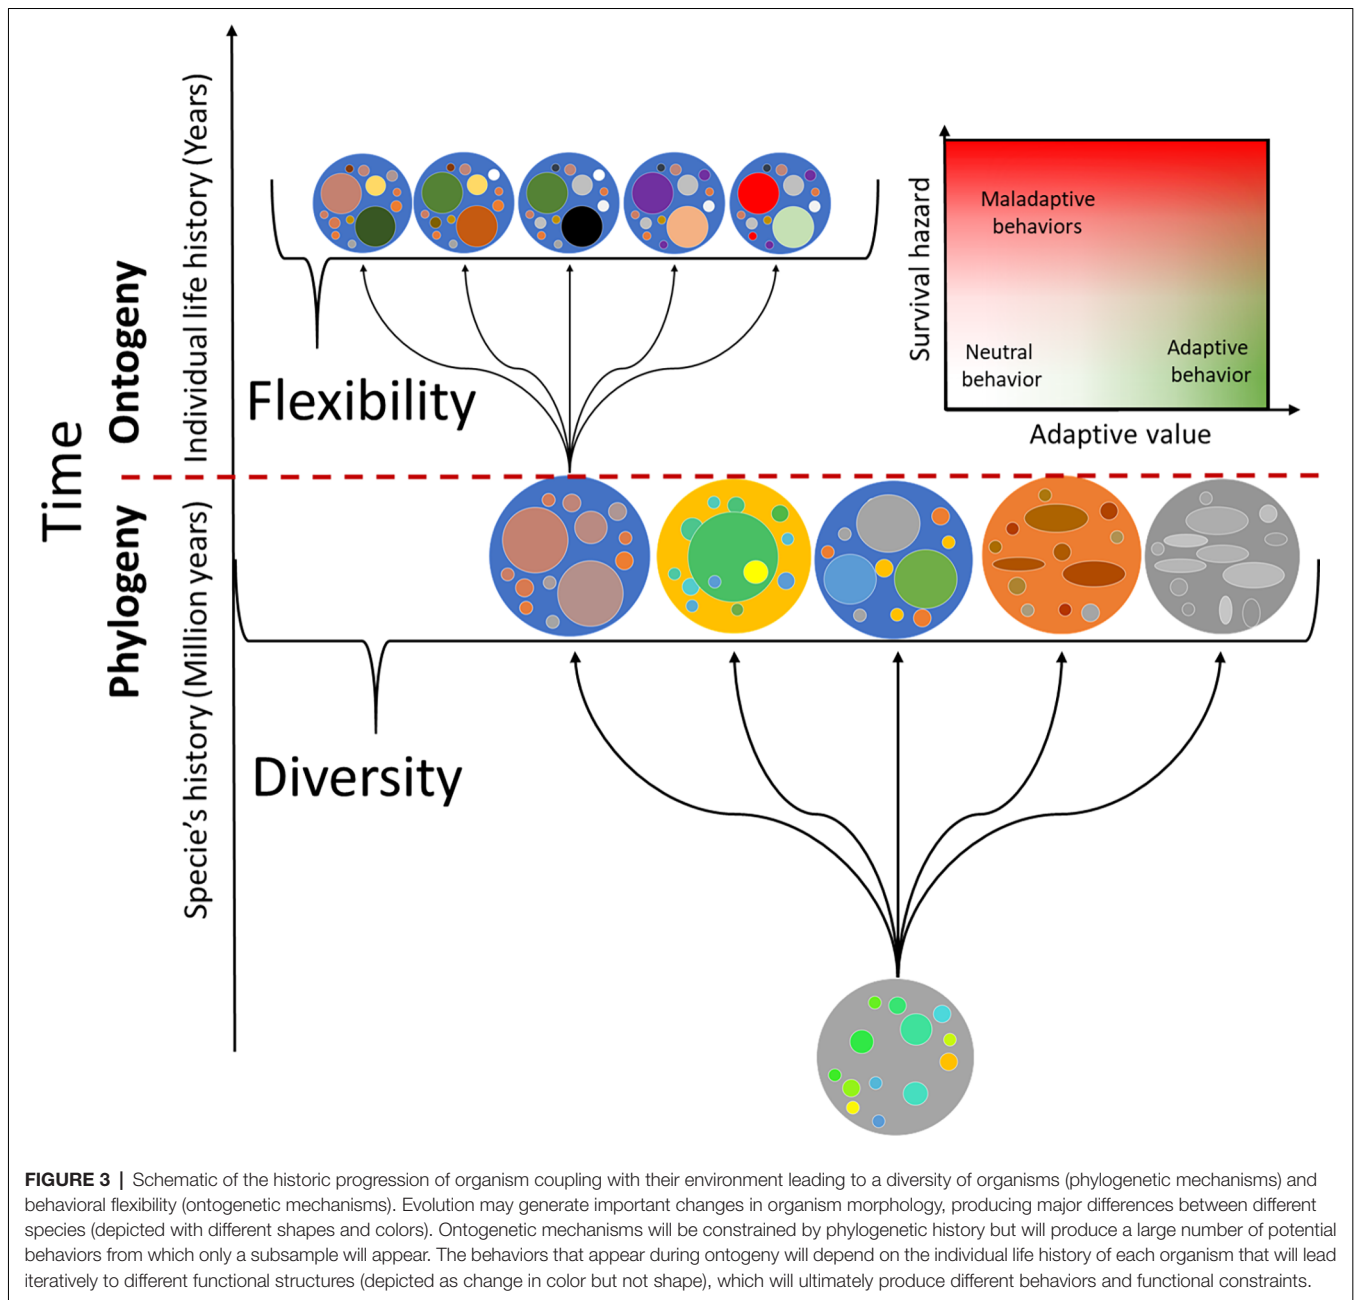 Time
Ontogeny
Individual life history (Years)
Flexibility
Survival hazard
Maladaptive
behaviors
Neutral
behavior
Adaptive
behavior
Adaptive value
Phylogeny
Specie's history (Million years)
Diversity
FIGURE 3 | Schematic of the historic progression of organism coupling with their environment leading to a diversity of organisms (phylogenetic mechanisms) and
behavioral flexibility (ontogenetic mechanisms). Evolution may generate important changes in organism morphology, producing major differences between different
species (depicted with different shapes and colors). Ontogenetic mechanisms will be constrained by phylogenetic history but will produce a large number of potential
behaviors from which only a subsample will appear. The behaviors that appear during ontogeny will depend on the individual life history of each organism that will lead
iteratively to different functional structures (depicted as change in color but not shape), which will ultimately produce different behaviors and functional constraints.